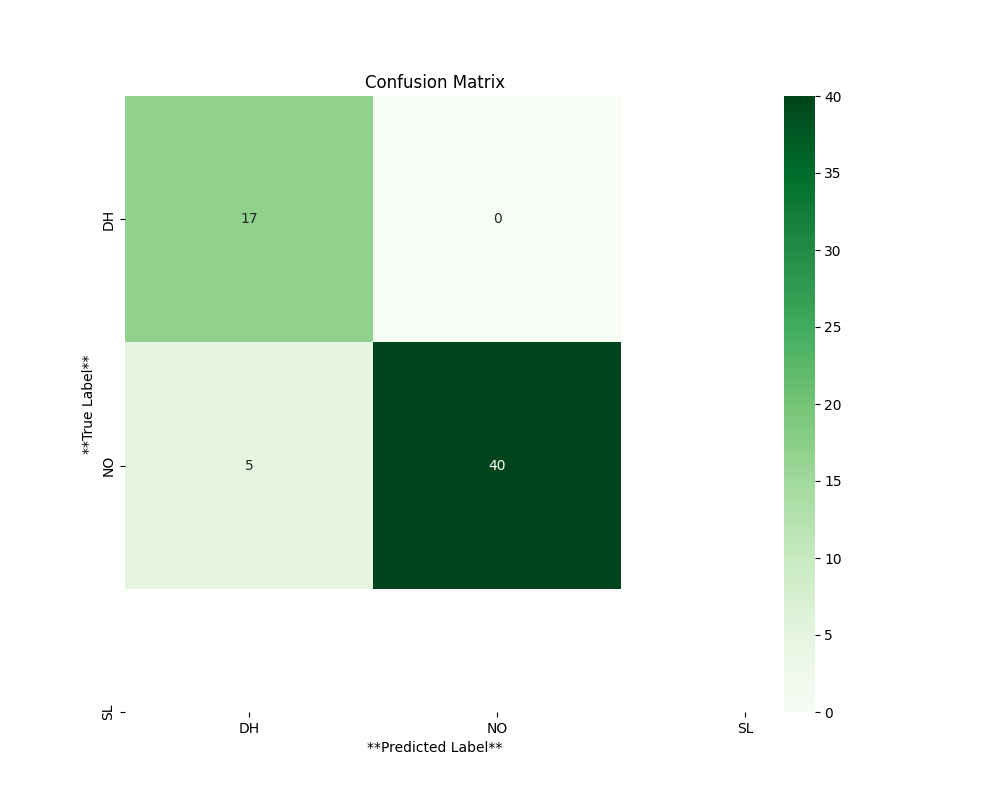 Confusion Matrix
**True Label**
DH
17
0
NO
5
40
SL
DH
NO
SL
**Predicted Label**
40
35
30
25
20
15
10
5
0